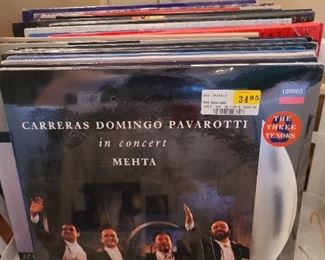 34.95
CARRERAS DOMINGO PAVAROTTI
in concert
MEHTA
THE
THREE
TENORS